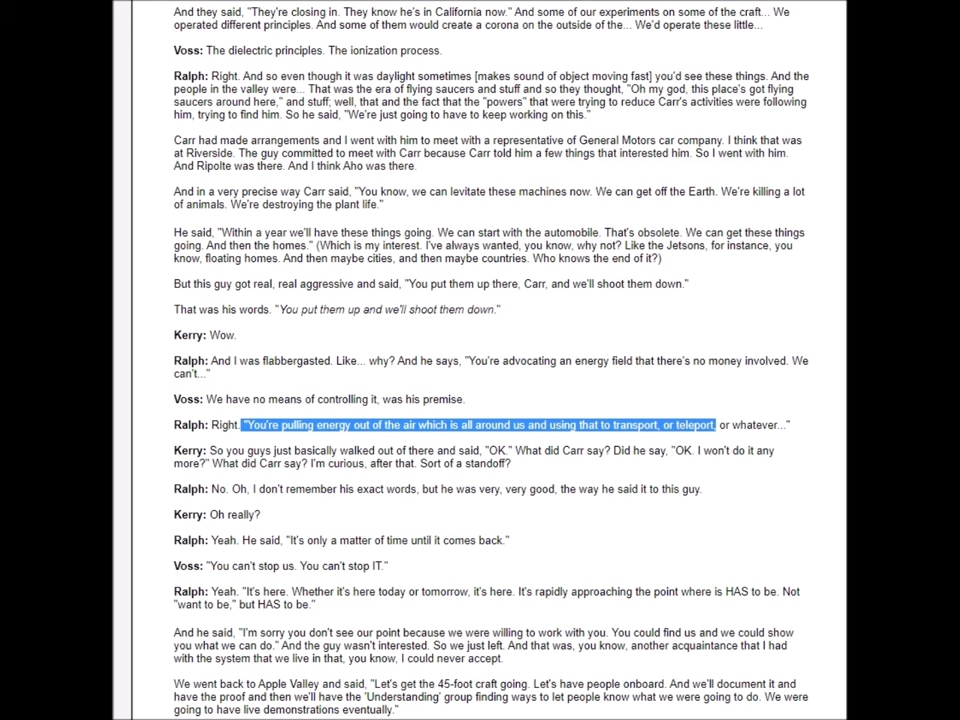 And they said, "They're closing in. They know he's in California now." And some of our experiments on some of the craft... We
operated different principles. And some of them would create a corona on the outside of the... We'd operate these little...
Voss: The dielectric principles. The ionization process.
Ralph: Right. And so even though it was daylight sometimes [makes sound of object moving fast] you'd see these things. And the
people in the valley were... That was the era of flying saucers and stuff and so they thought, "Oh my god, this place's got flying
saucers around here," and stuff; well, that and the fact that the "powers" that were trying to reduce Carr's activities were following
him, trying to find him. So he said, "We're just going to have to keep working on this."
Carr had made arrangements and I went with him to meet with a representative of General Motors car company. I think that was
at Riverside. The guy committed to meet with Carr because Carr told him a few things that interested him. So I went with him.
And Ripolte was there. And I think Aho was there.
And in a very precise way Carr said, "You know, we can levitate these machines now. We can get off the Earth. We're killing a lot
of animals. We're destroying the plant life."
He said, "Within a year we'll have these things going. We can start with the automobile. That's obsolete. We can get these things
going. And then the homes." (Which is my interest. I've always wanted, you know, why not? Like the Jetsons, for instance, you
know, floating homes. And then maybe cities, and then maybe countries. Who knows the end of it?)
But this guy got real, real aggressive and said, "You put them up there, Carr, and we'll shoot them down."
That was his words. "You put them up and we'll shoot them down."
Kerry: Wow.
Ralph: And I was flabbergasted. Like... why? And he says, "You're advocating an energy field that there's no money involved. We
can't..."
Voss: We have no means of controlling it, was his premise.
Ralph: Right. "You're pulling energy out of the air which is all around us and using that to transport, or teleport, or whatever..."
Kerry: So you guys just basically walked out of there and said, "OK." What did Carr say? Did he say, "OK. I won't do it any
more?" What did Carr say? I'm curious, after that. Sort of a standoff?
Ralph: No. Oh, I don't remember his exact words, but he was very, very good, the way he said it to this guy.
Kerry: Oh really?
Ralph: Yeah. He said, "It's only a matter of time until it comes back."
Voss: "You can't stop us. You can't stop IT."
Ralph: Yeah. "It's here. Whether it's here today or tomorrow, it's here. It's rapidly approaching the point where is HAS to be. Not
"want to be," but HAS to be."
And he said, "I'm sorry you don't see our point because we were willing to work with you. You could find us and we could show
you what we can do." And the guy wasn't interested. So we just left. And that was, you know, another acquaintance that I had
with the system that we live in that, you know, I could never accept.
We went back to Apple Valley and said, "Let's get the 45-foot craft going. Let's have people onboard. And we'll document it and
have the proof and then we'll have the 'Understanding' group finding ways to let people know what we were going to do. We were
going to have live demonstrations eventually."